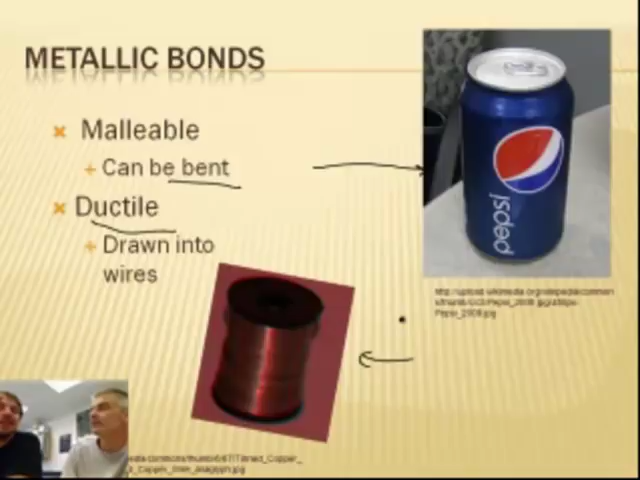 METALLIC BONDS
Malleable
Can be bent
Ductile
Drawn into
wires
pepsi